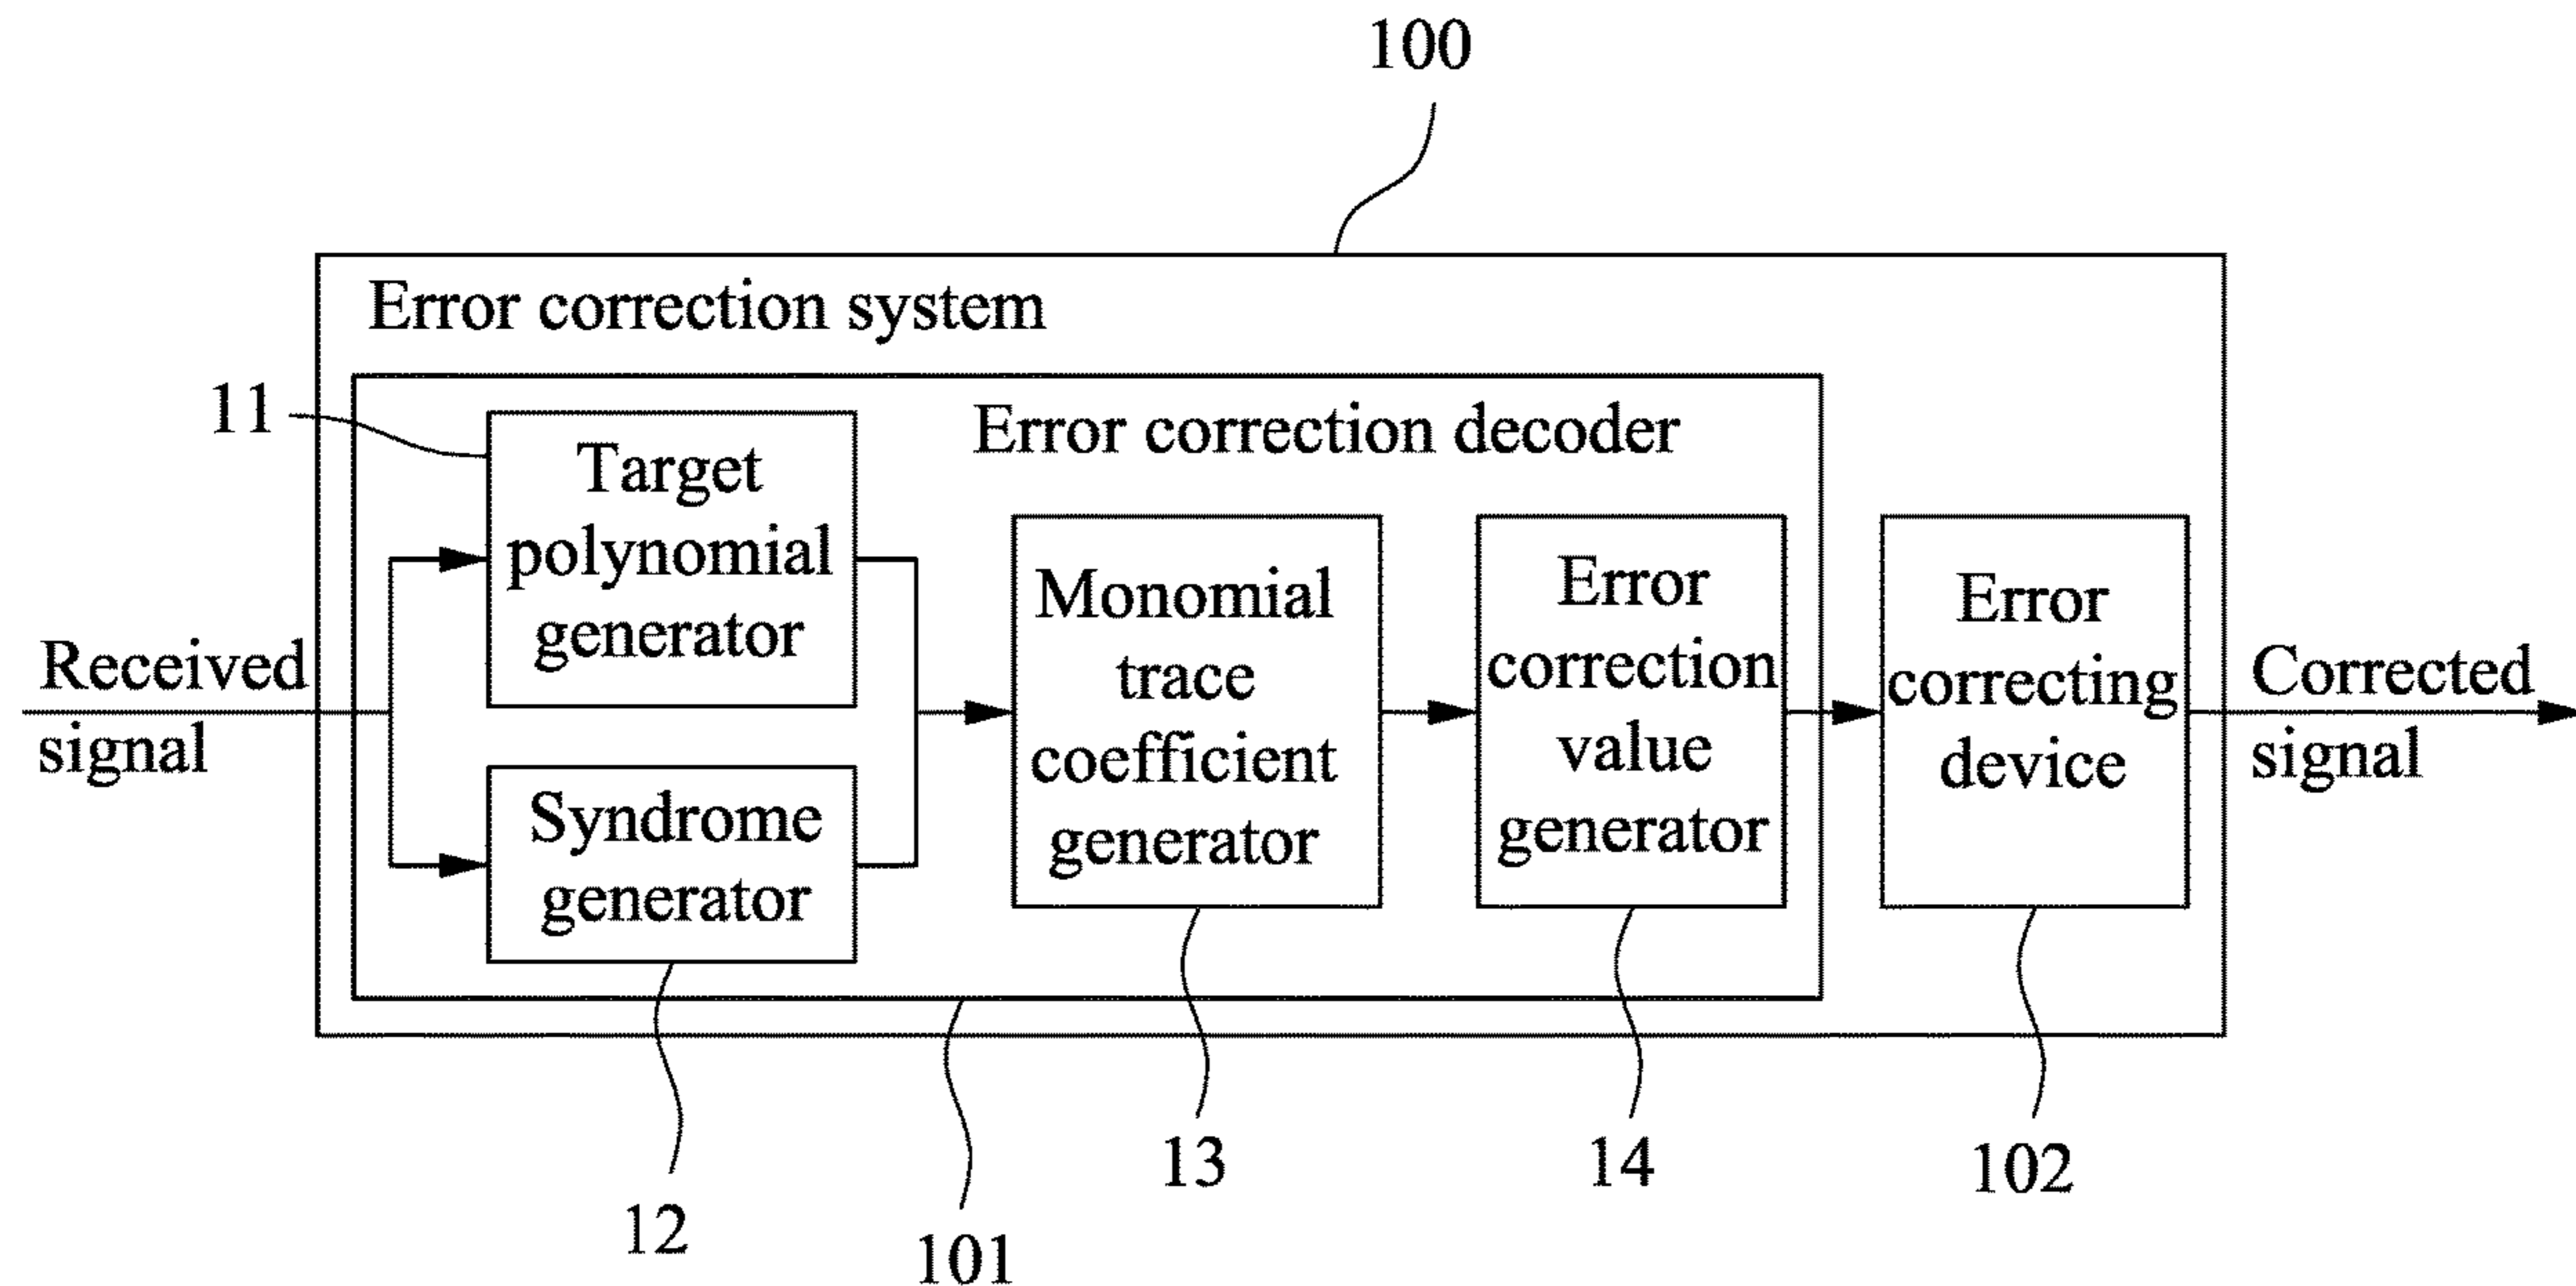 100
Error correction system
11
Error correction decoder
Target
polynomial
generator
Received
signal
Syndrome
generator
Monomial
trace
coefficient
generator
Error
correction
value
generator
Error
correcting
device
Corrected
signal
12
101
13
14
102